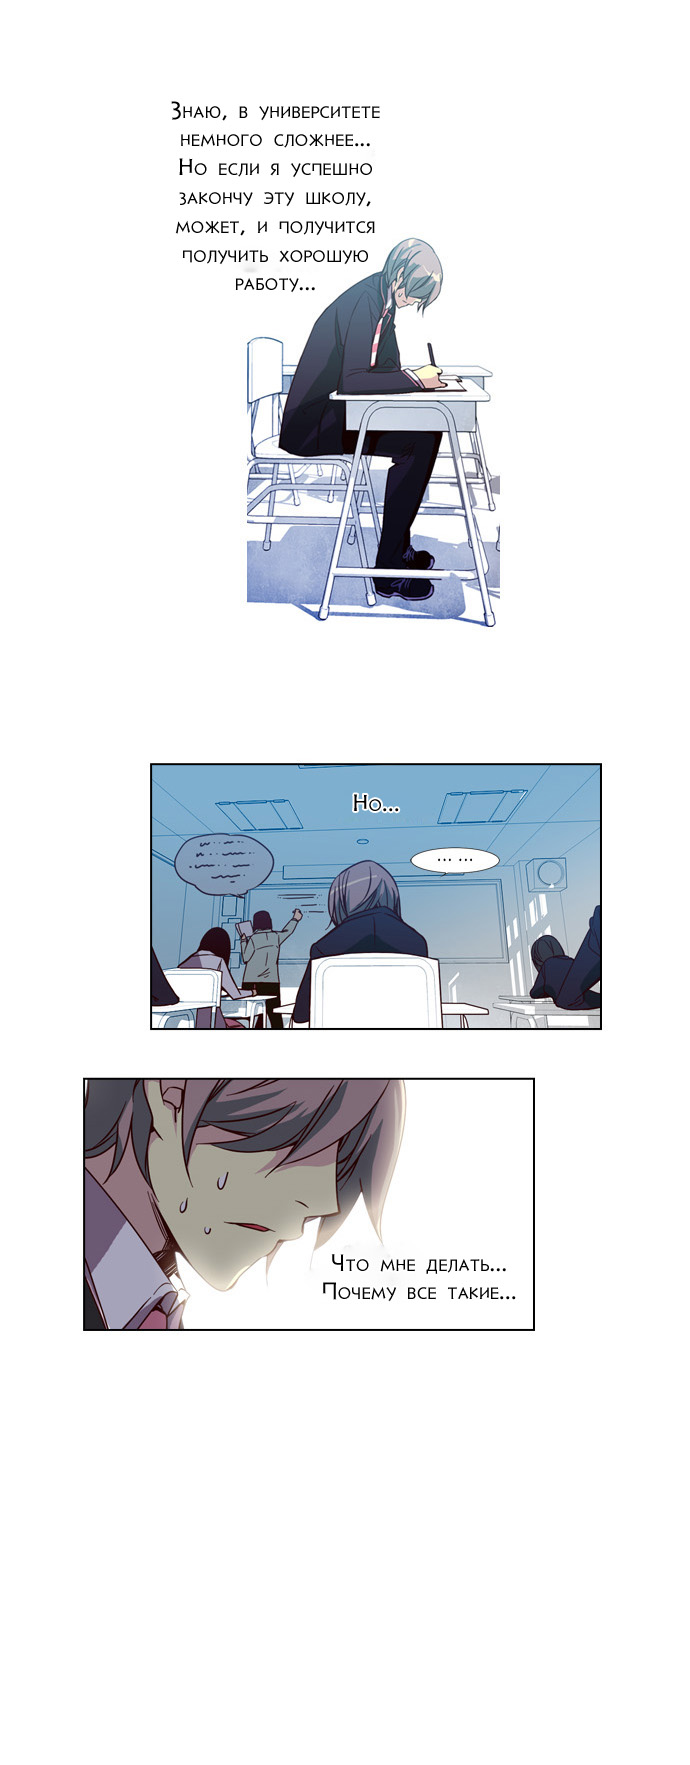 Знаю, в университете
немного сложнее...
Но если я успешно
закончу эту школу,
может, и получится
получить хорошую
работу...
Но...
... ...
Что мне делать...
Почему все такие...